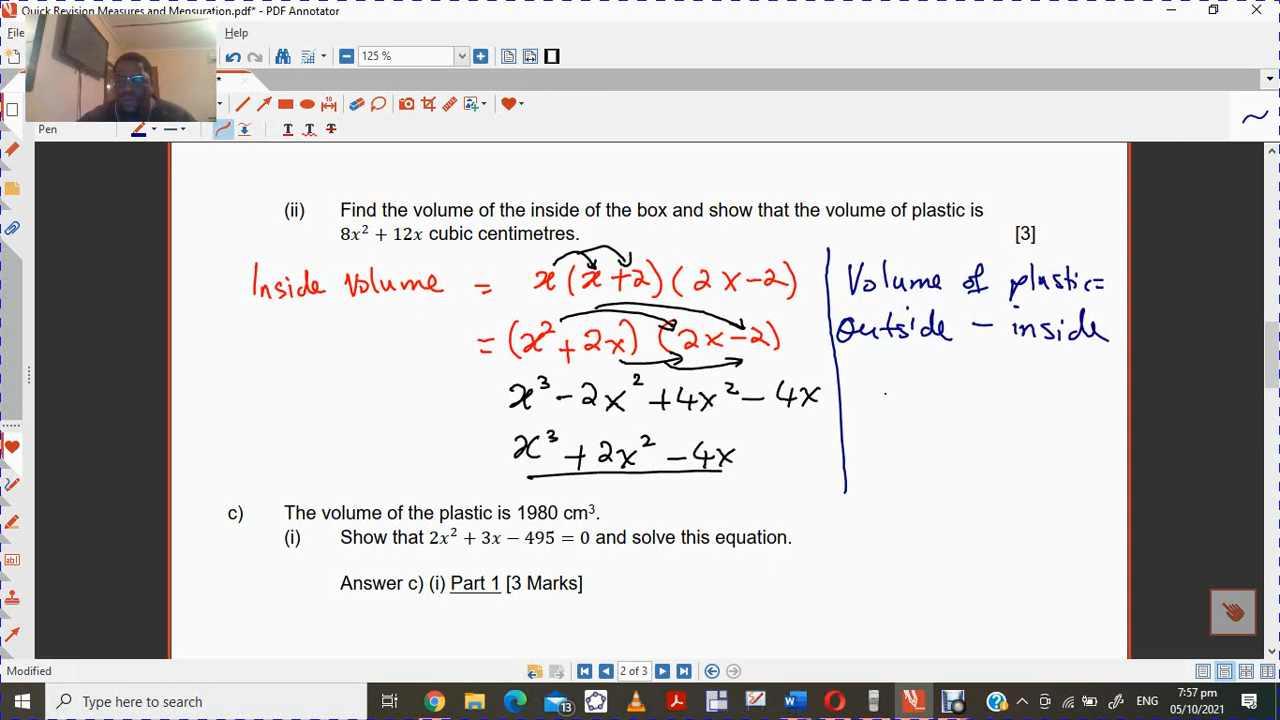 Quick Revision Measures and Mensuration.pdf* - PDF Annotator
Help
125 %
Pen
(ii) Find the volume of the inside of the box and show that the volume of plastic is
8x² + 12x cubic centimetres. [3]
Inside Volume = x(x+2)(2x-2)
= (x² + 2x)(2x-2)
x³ - 2x² + 4x² - 4x
x³ + 2x² - 4x
Volume of plastic=
outside - inside
c) The volume of the plastic is 1980 cm³.
(i) Show that 2x² + 3x − 495 = 0 and solve this equation.
Answer c) (i) Part 1 [3 Marks]
Modified
2 of 3
Type here to search
13
ENG
7:57 pm
05/10/2021